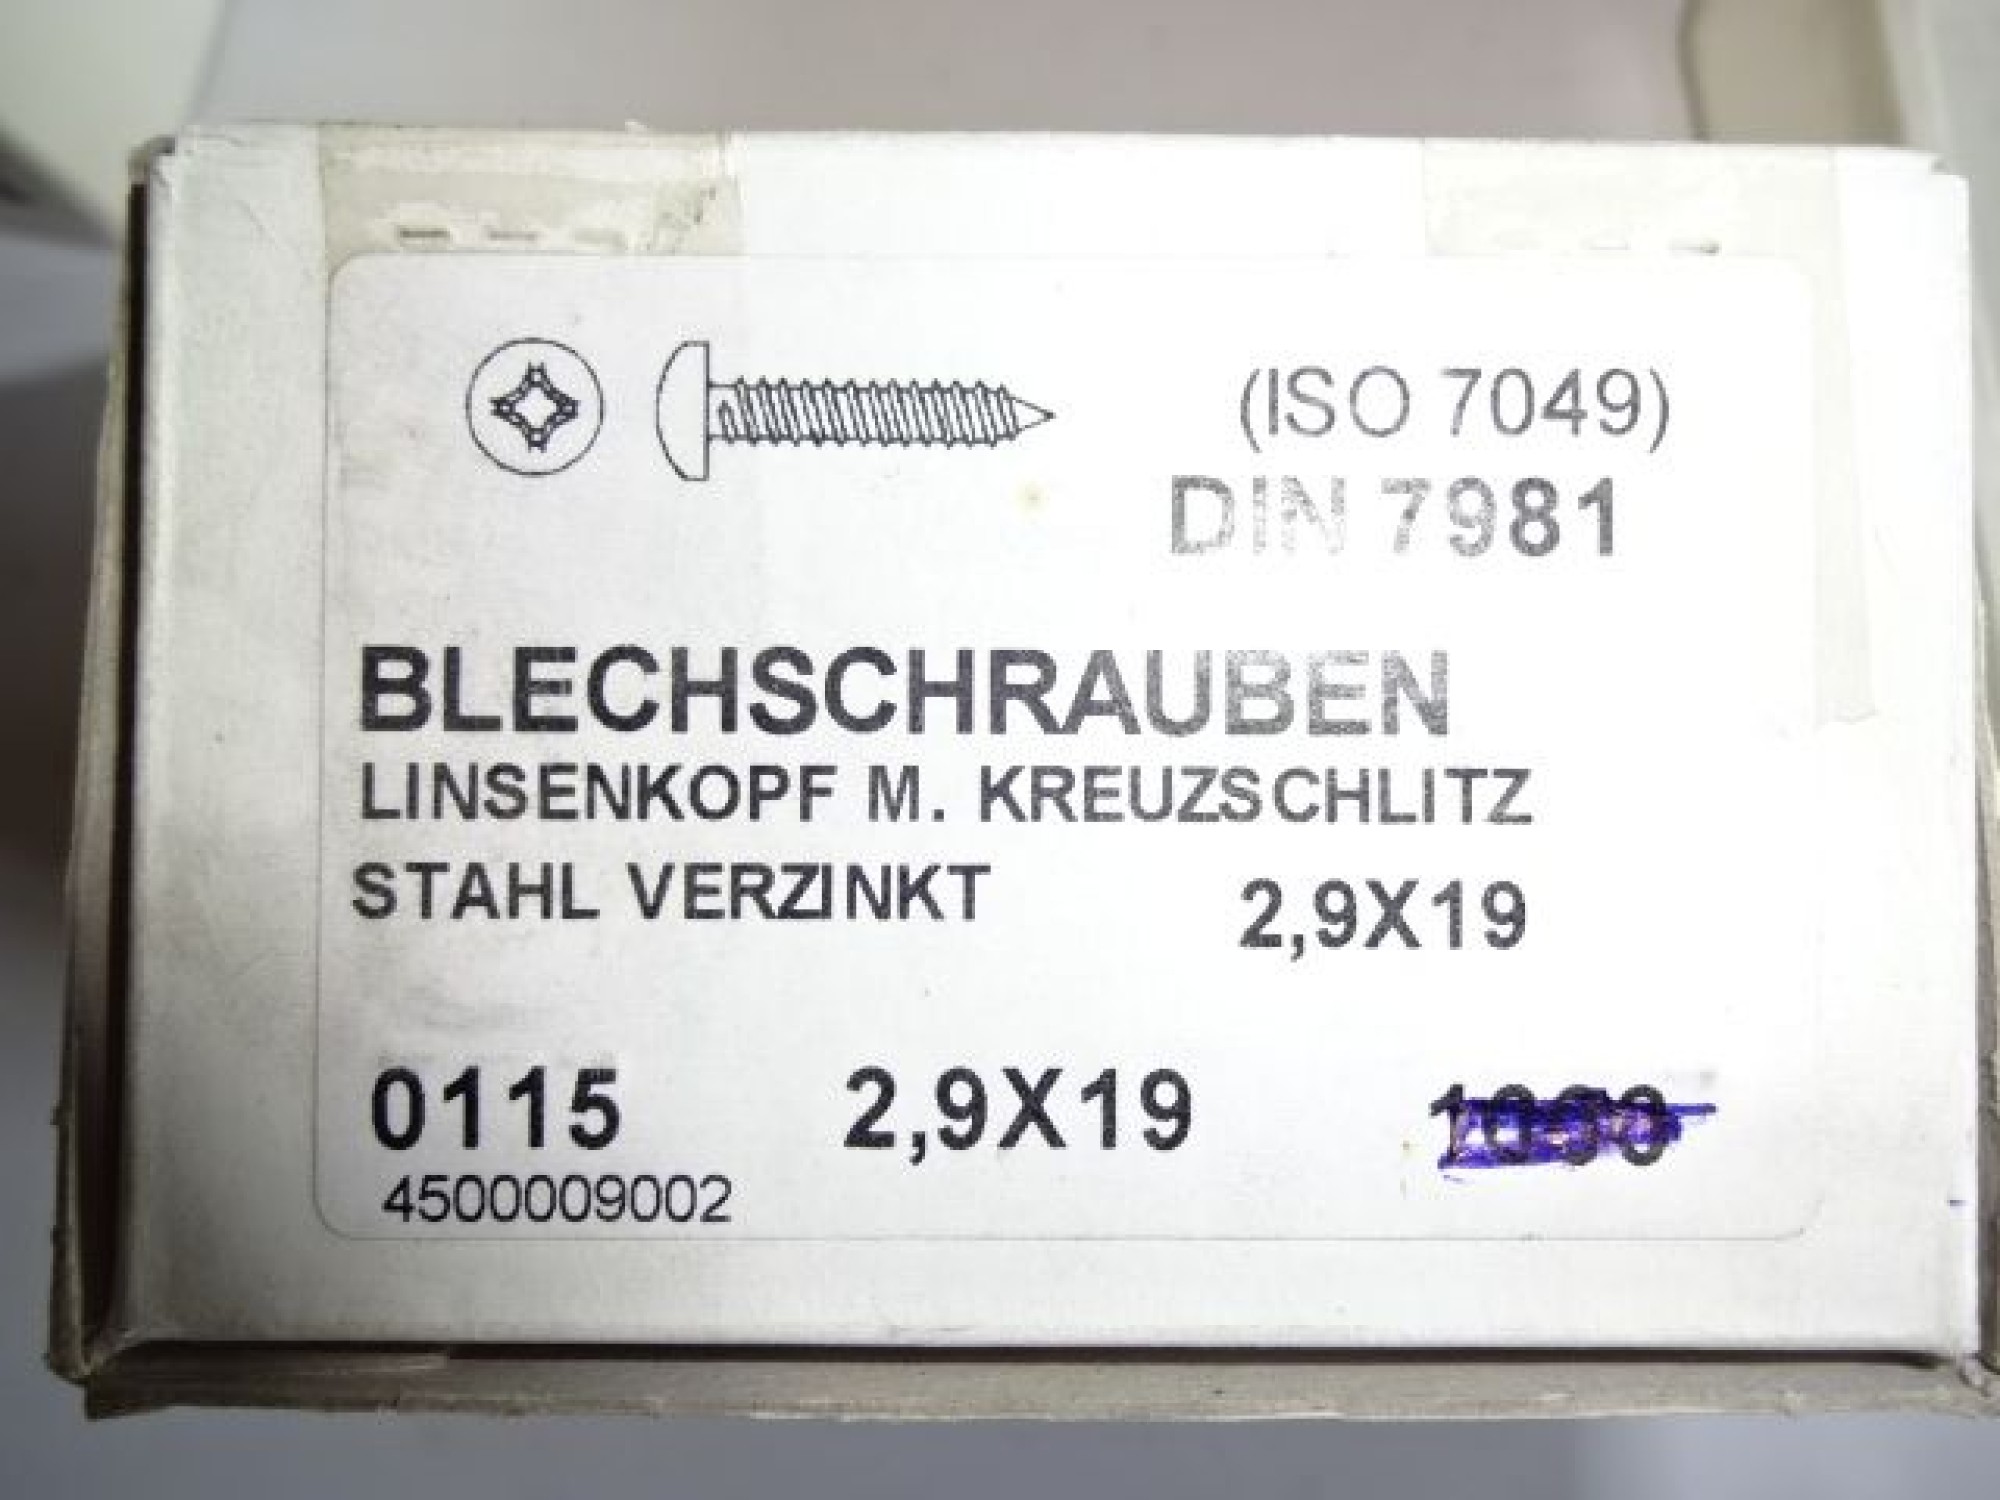 (ISO 7049)
DIN 7981
BLECHSCHRAUBEN
LINSENKOPF M. KREUZSCHLITZ
STAHL VERZINKT 2,9X19
0115 2,9X19
4500009002